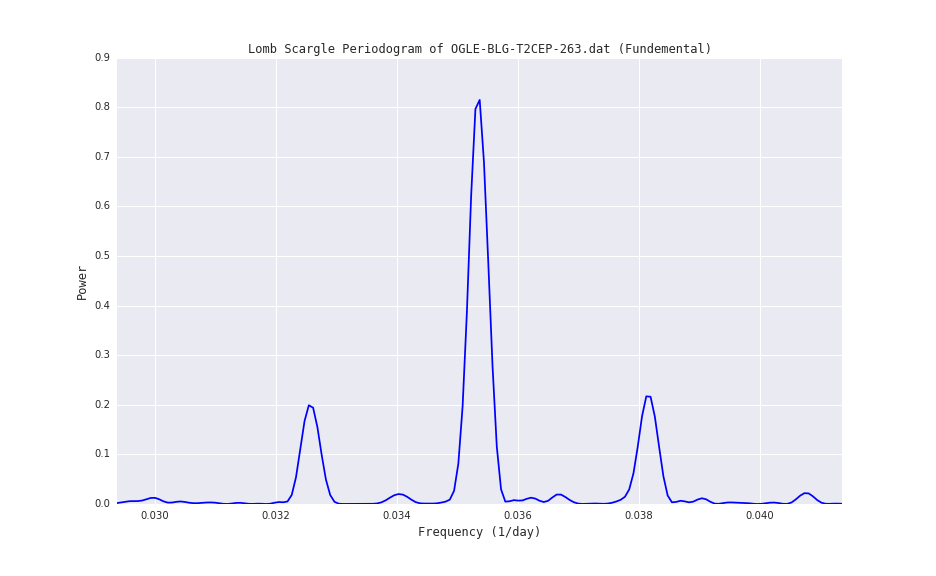 Lomb Scargle Periodogram of OGLE-BLG-T2CEP-263.dat (Fundemental)
0.9
0.8
0.7
0.6
0.5
0.4
0.3
0.2
0.1
0.0
Power
0.030 0.032 0.034 0.036 0.038 0.040
Frequency (1/day)